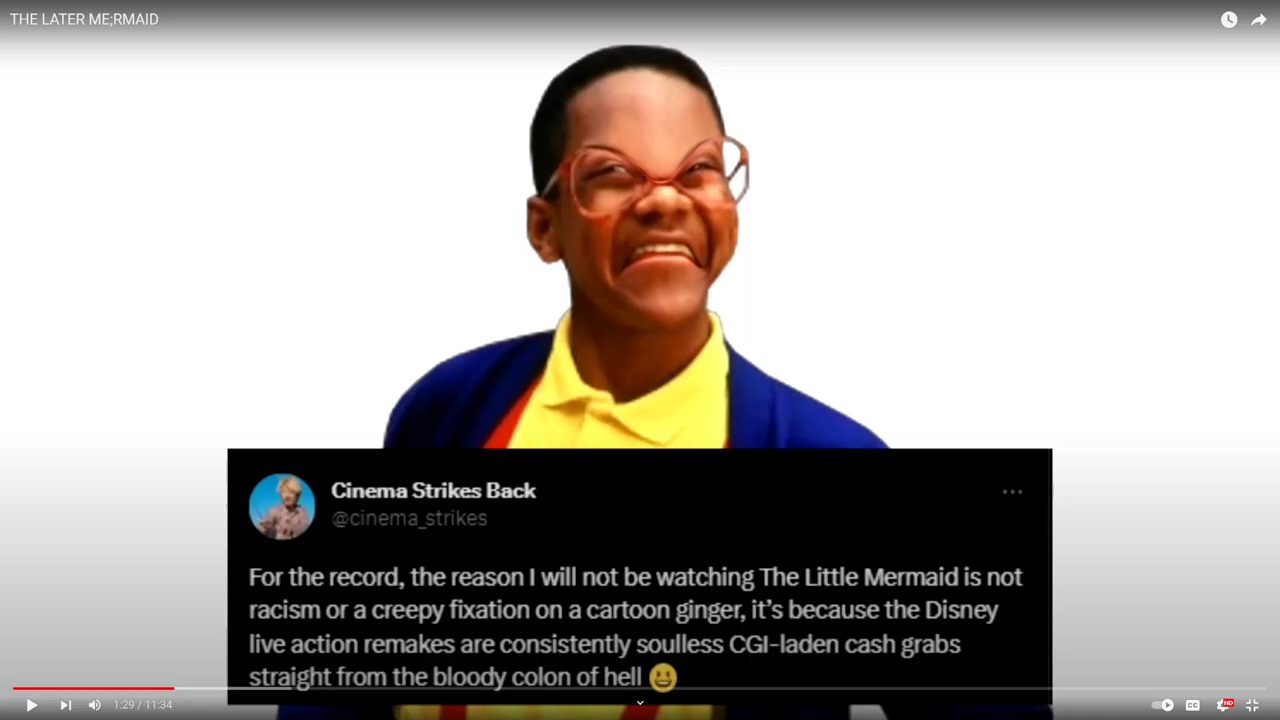 THE LATER ME;RMAID
Cinema Strikes Back
@cinema_strikes
For the record, the reason I will not be watching The Little Mermaid is not
racism or a creepy fixation on a cartoon ginger, it’s because the Disney
live action remakes are consistently soulless CGI-laden cash grabs
straight from the bloody colon of hell 😀
1:29 / 11:34
CC
HD